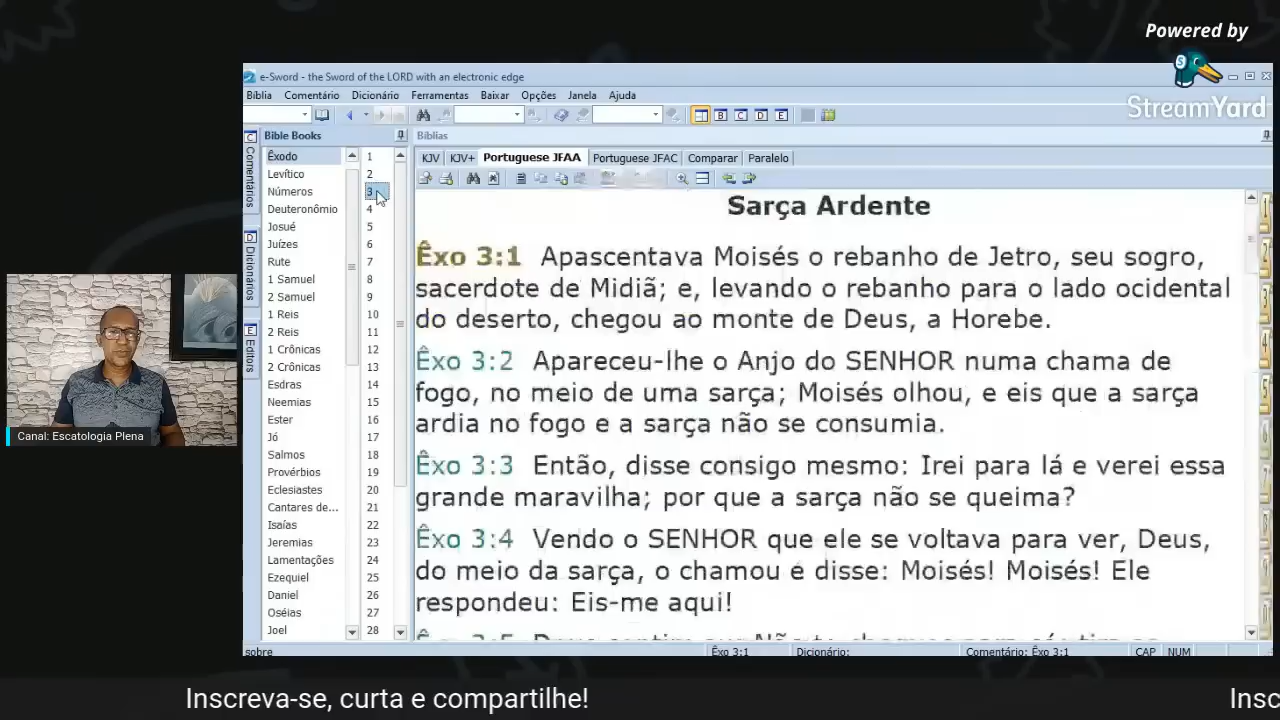 Powered by
StreamYard
e-Sword - the Sword of the LORD with an electronic edge
Bíblia Comentário Dicionário Ferramentas Baixar Opções Janela Ajuda
B C D E
Bible Books
Bíblias
KJV KJV+ Portuguese JFAA Portuguese JFAC Comparar Paralelo
C Comentários
D Dicionários
E Editors
Êxodo 1
Levítico 2
Números 3
Deuteronômio 4
Josué 5
Juízes 6
Rute 7
1 Samuel 8
2 Samuel 9
1 Reis 10
2 Reis 11
1 Crônicas 12
2 Crônicas 13
Esdras 14
Neemias 15
Ester 16
Jó 17
Salmos 18
Provérbios 19
Eclesiastes 20
Cantares de... 21
Isaías 22
Jeremias 23
Lamentações 24
Ezequiel 25
Daniel 26
Oséias 27
Joel 28
Sarça Ardente
Êxo 3:1 Apascentava Moisés o rebanho de Jetro, seu sogro,
sacerdote de Midiã; e, levando o rebanho para o lado ocidental
do deserto, chegou ao monte de Deus, a Horebe.
Êxo 3:2 Apareceu-lhe o Anjo do SENHOR numa chama de
fogo, no meio de uma sarça; Moisés olhou, e eis que a sarça
ardia no fogo e a sarça não se consumia.
Êxo 3:3 Então, disse consigo mesmo: Irei para lá e verei essa
grande maravilha; por que a sarça não se queima?
Êxo 3:4 Vendo o SENHOR que ele se voltava para ver, Deus,
do meio da sarça, o chamou e disse: Moisés! Moisés! Ele
respondeu: Eis-me aqui!
sobre
Êxo 3:1 Dicionário: Comentário: Êxo 3:1 CAP NUM
Canal: Escatologia Plena
Inscreva-se, curta e compartilhe!
Insc